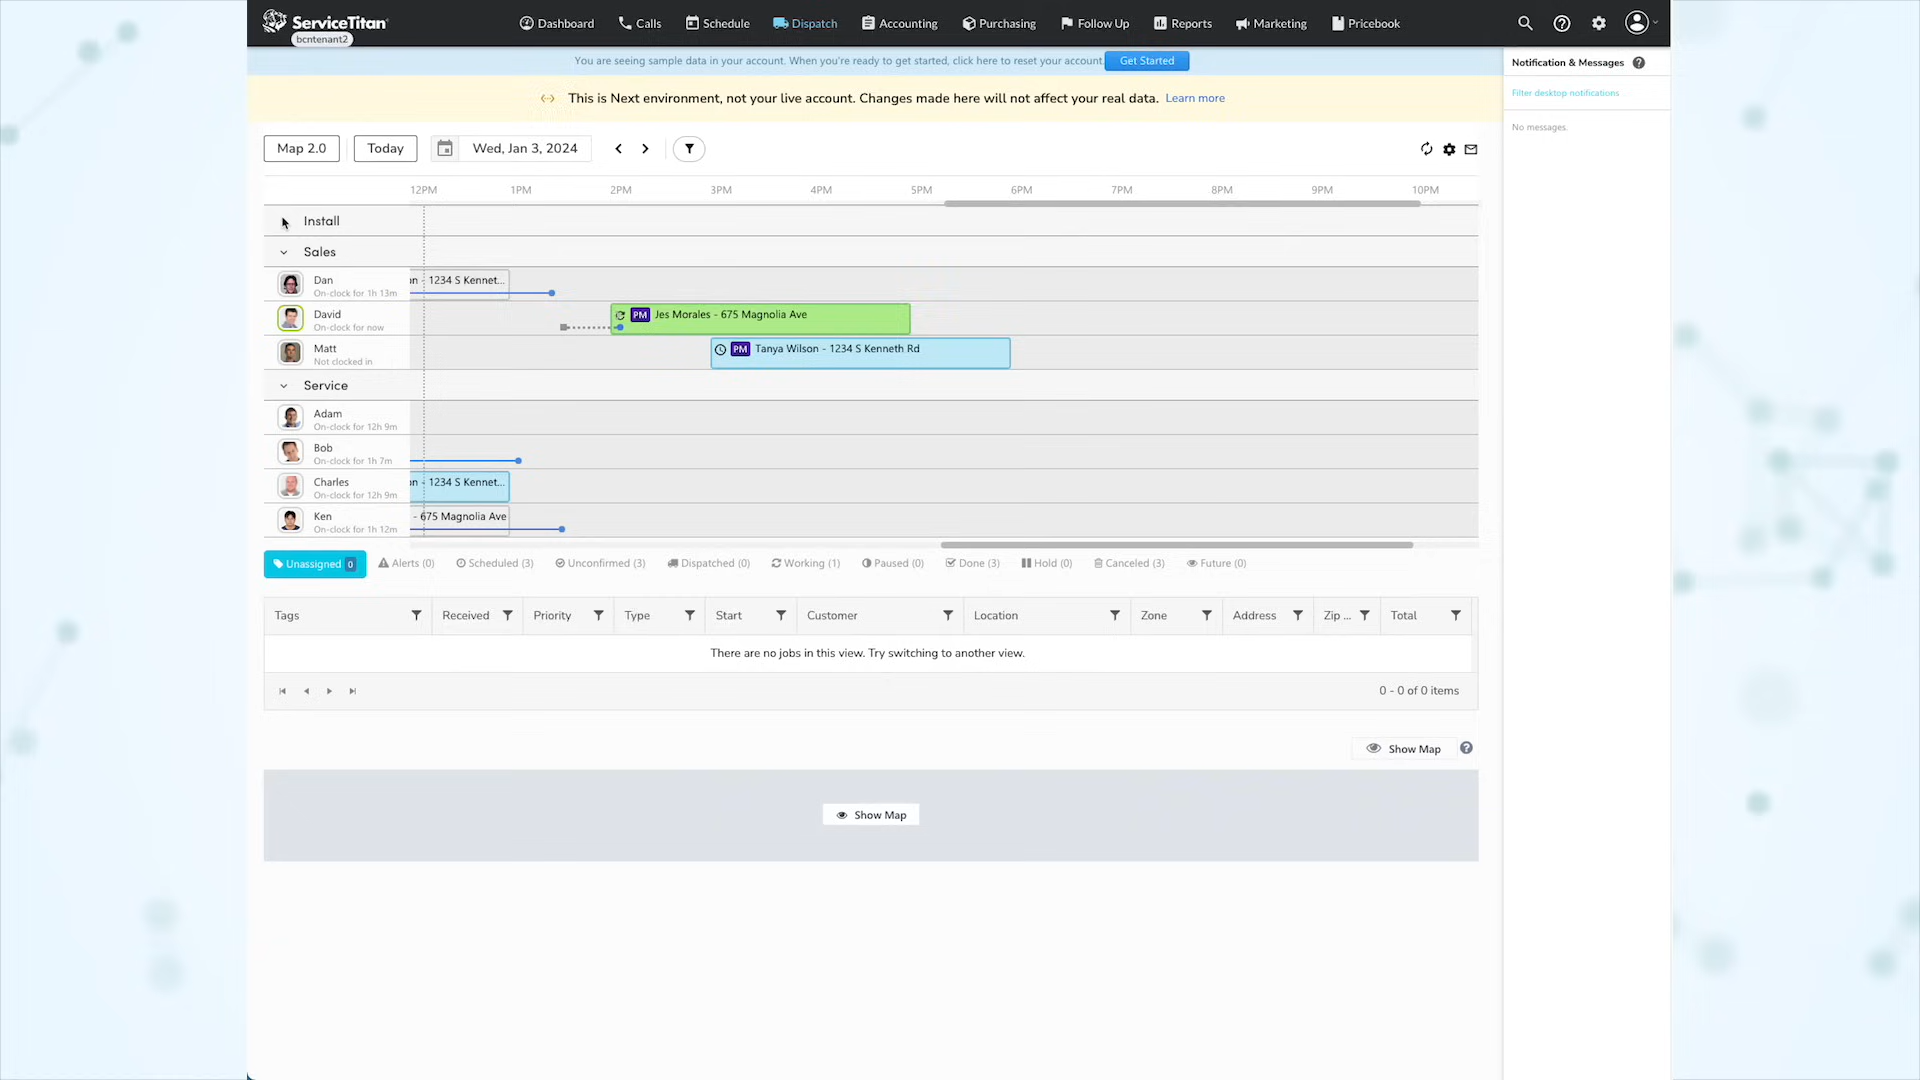 ServiceTitan
bcntenant2
Dashboard Calls Schedule Dispatch Accounting Purchasing Follow Up Reports Marketing Pricebook
You are seeing sample data in your account. When you're ready to get started, click here to reset your account. Get Started
This is Next environment, not your live account. Changes made here will not affect your real data. Learn more
Notification & Messages
Filter desktop notifications
No messages.
Map 2.0 Today Wed, Jan 3, 2024
12PM 1PM 2PM 3PM 4PM 5PM 6PM 7PM 8PM 9PM 10PM
Install
Sales
Dan
On-clock for 1h 13m
on - 1234 S Kennet...
David
On-clock for now
PM Jes Morales - 675 Magnolia Ave
Matt
Not clocked in
PM Tanya Wilson - 1234 S Kenneth Rd
Service
Adam
On-clock for 12h 9m
Bob
On-clock for 1h 7m
Charles
On-clock for 12h 9m
on - 1234 S Kennet...
Ken
On-clock for 1h 12m
- 675 Magnolia Ave
Unassigned 0 Alerts (0) Scheduled (3) Unconfirmed (3) Dispatched (0) Working (1) Paused (0) Done (3) Hold (0) Canceled (3) Future (0)
Tags Received Priority Type Start Customer Location Zone Address Zip ... Total
There are no jobs in this view. Try switching to another view.
0 - 0 of 0 items
Show Map
Show Map